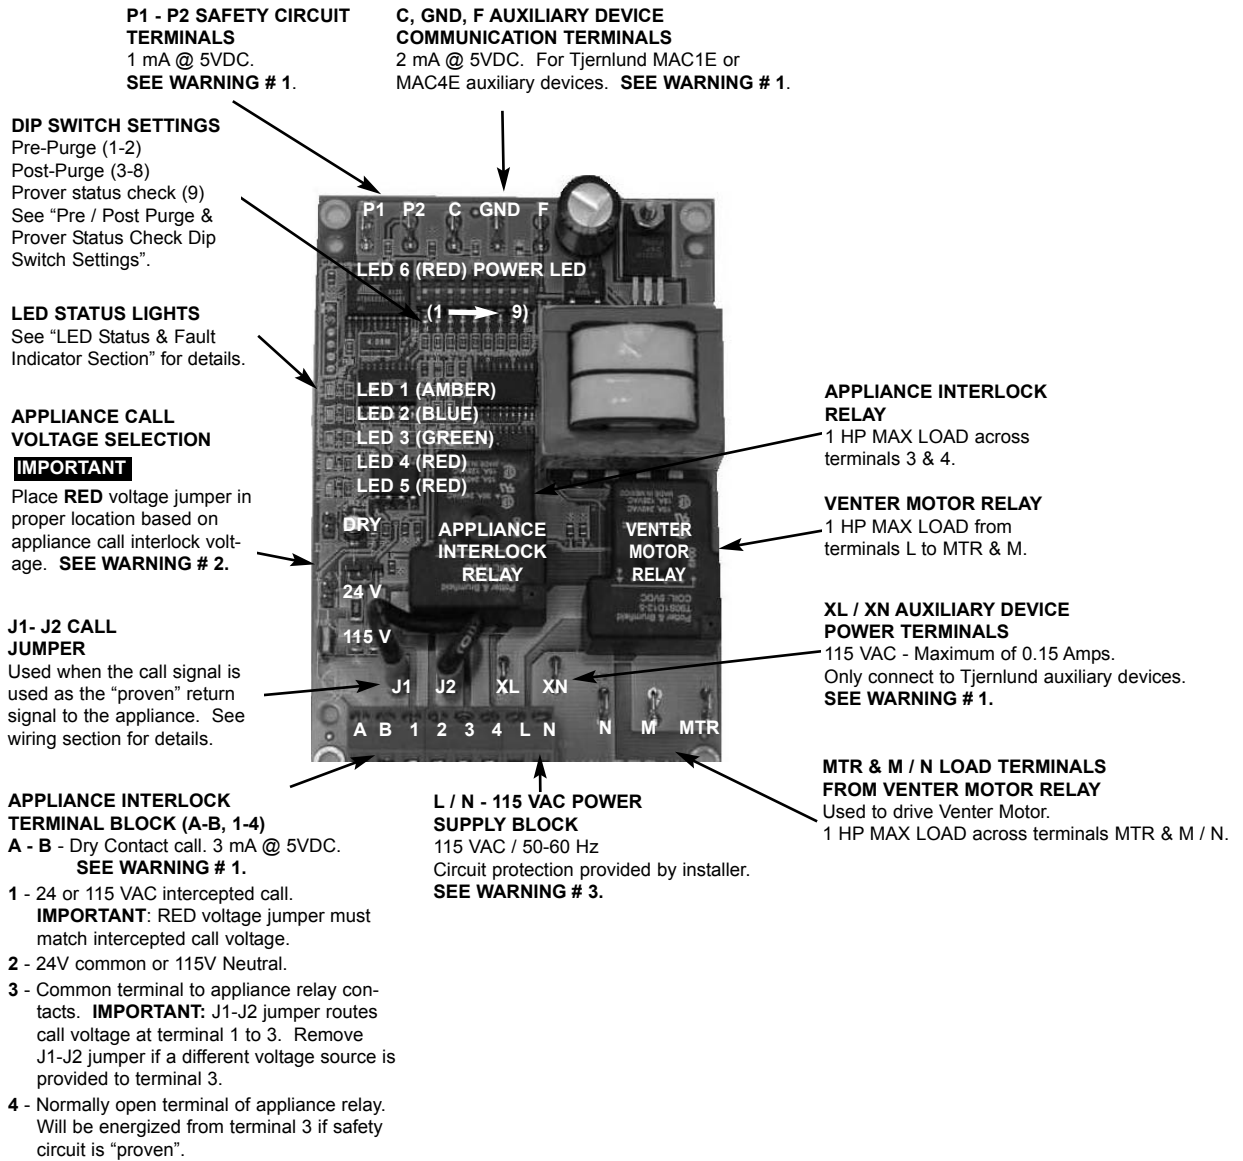 P1 - P2 SAFETY CIRCUIT
TERMINALS
1 mA @ 5VDC.
SEE WARNING # 1.
C, GND, F AUXILIARY DEVICE
COMMUNICATION TERMINALS
2 mA @ 5VDC.  For Tjernlund MAC1E or
MAC4E auxiliary devices.  SEE WARNING # 1.
DIP SWITCH SETTINGS
Pre-Purge (1-2)
Post-Purge (3-8)
Prover status check (9)
See “Pre / Post Purge &
Prover Status Check Dip
Switch Settings”.
LED STATUS LIGHTS
See “LED Status & Fault
Indicator Section” for details.
APPLIANCE CALL
VOLTAGE SELECTION
IMPORTANT
Place RED voltage jumper in
proper location based on
appliance call interlock volt-
age.  SEE WARNING # 2.
J1- J2 CALL
JUMPER
Used when the call signal is
used as the “proven” return
signal to the appliance.  See
wiring section for details.
P1 P2 C GND F
LED 6 (RED) POWER LED
(1 9)
4.00M
LED 1 (AMBER)
LED 2 (BLUE)
LED 3 (GREEN)
LED 4 (RED)
LED 5 (RED)
DRY
24 V
115 V
APPLIANCE
INTERLOCK
RELAY
VENTER
MOTOR
RELAY
Potter & Brumfield
Potter & Brumfield
T90S1D12-5
COIL: 5VDC
J1 J2 XL XN
A B 1 2 3 4 L N N M MTR
APPLIANCE INTERLOCK
RELAY
1 HP MAX LOAD across
terminals 3 & 4.
VENTER MOTOR RELAY
1 HP MAX LOAD from
terminals L to MTR & M.
XL / XN AUXILIARY DEVICE
POWER TERMINALS
115 VAC - Maximum of 0.15 Amps.
Only connect to Tjernlund auxiliary devices.
SEE WARNING # 1.
MTR & M / N LOAD TERMINALS
FROM VENTER MOTOR RELAY
Used to drive Venter Motor.
1 HP MAX LOAD across terminals MTR & M / N.
APPLIANCE INTERLOCK
TERMINAL BLOCK (A-B, 1-4)
A - B - Dry Contact call. 3 mA @ 5VDC.
SEE WARNING # 1.
1 - 24 or 115 VAC intercepted call.
IMPORTANT: RED voltage jumper must
match intercepted call voltage.
2 - 24V common or 115V Neutral.
3 - Common terminal to appliance relay con-
tacts.  IMPORTANT: J1-J2 jumper routes
call voltage at terminal 1 to 3.  Remove
J1-J2 jumper if a different voltage source is
provided to terminal 3.
4 - Normally open terminal of appliance relay.
Will be energized from terminal 3 if safety
circuit is “proven”.
L / N - 115 VAC POWER
SUPPLY BLOCK
115 VAC / 50-60 Hz
Circuit protection provided by installer.
SEE WARNING # 3.